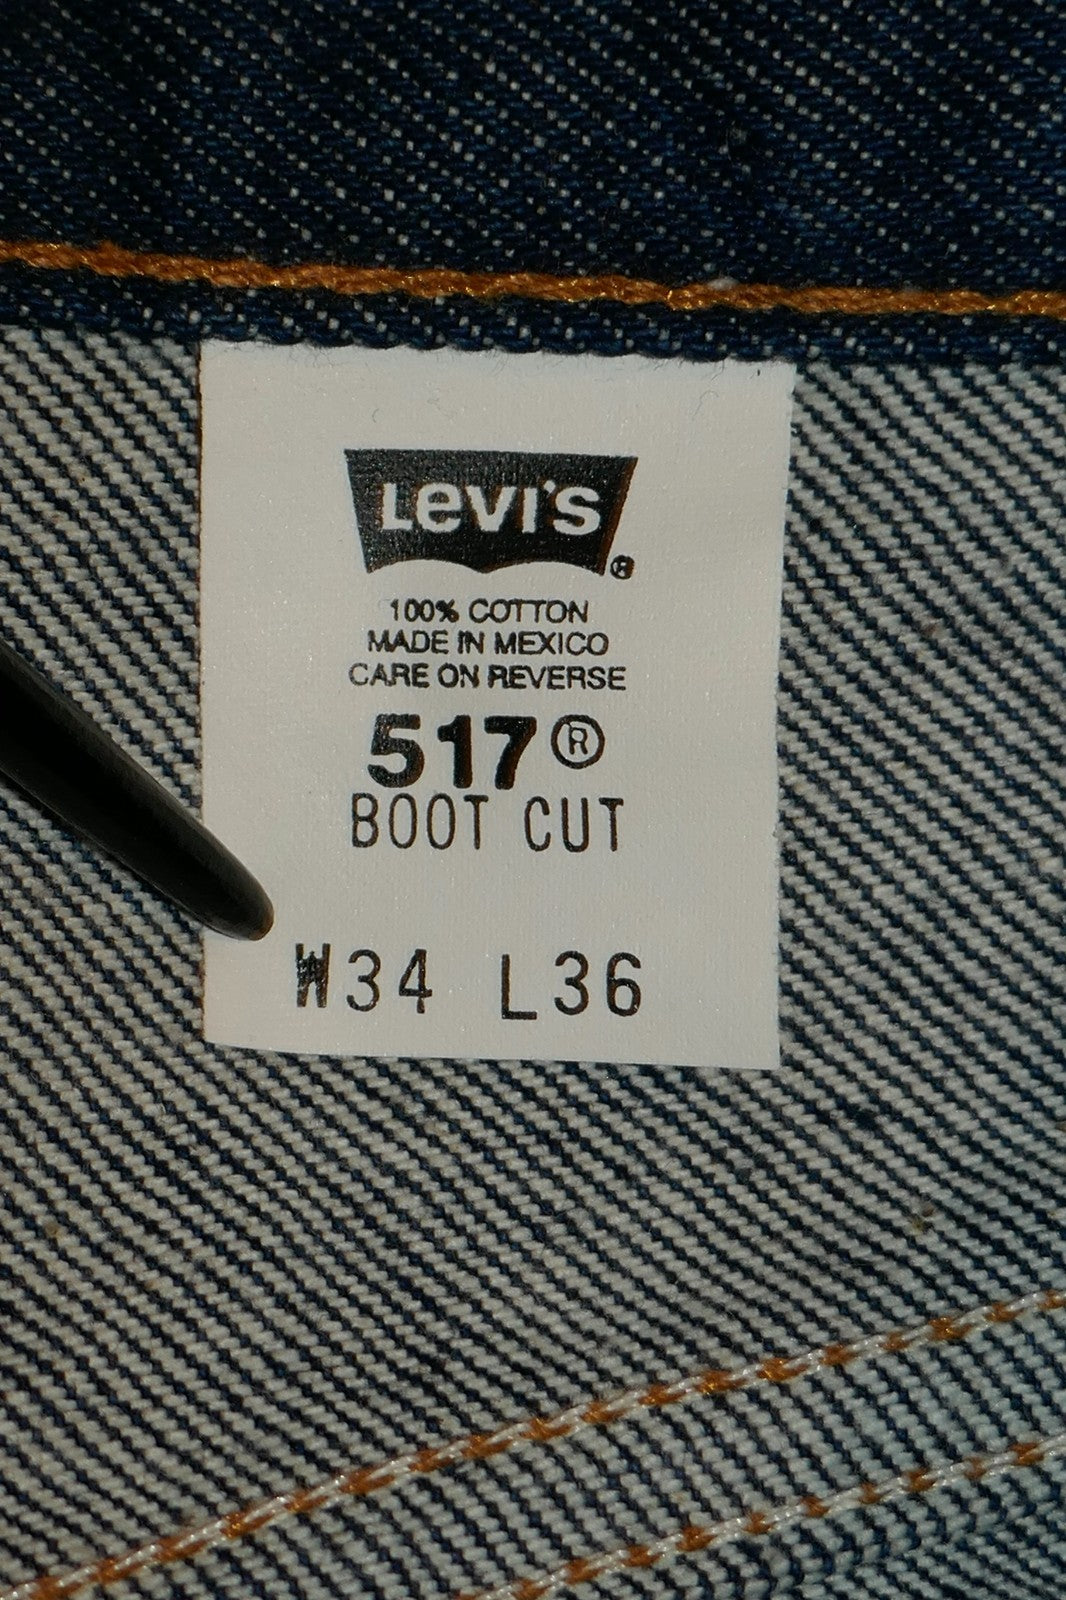 Levi's®
100% COTTON
MADE IN MEXICO
CARE ON REVERSE
517®
BOOT CUT
W34 L36